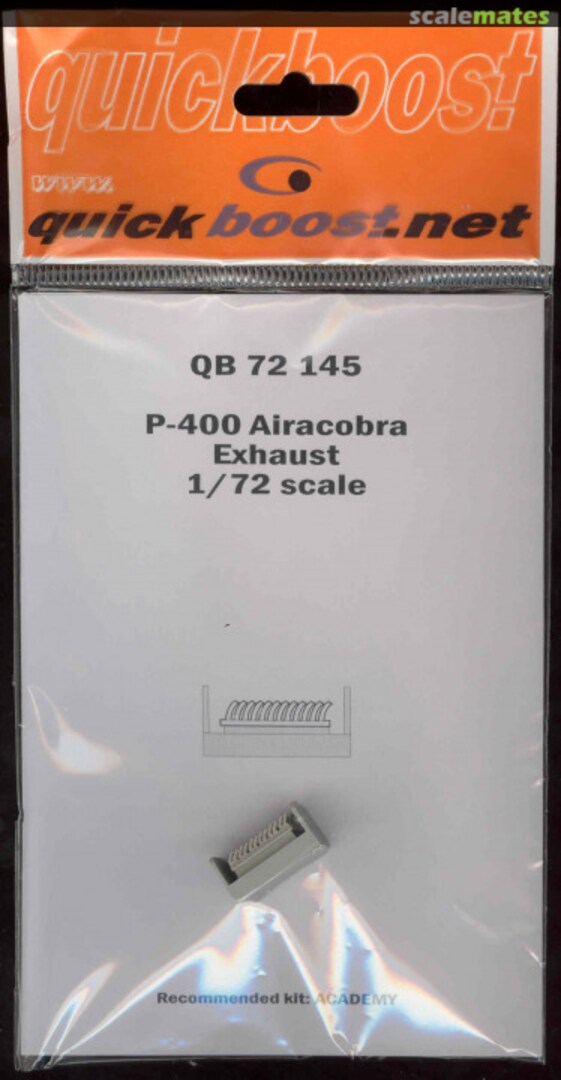 scalemates
quickboost
www.
quickboost.net
QB 72 145
P-400 Airacobra
Exhaust
1/72 scale
Recommended kit: ACADEMY